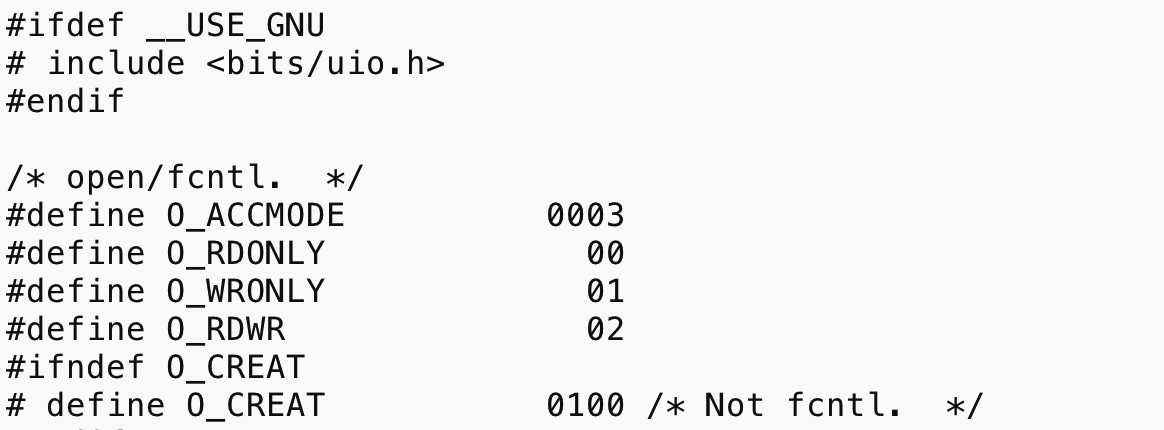 #ifdef __USE_GNU
# include <bits/uio.h>
#endif

/* open/fcntl.  */
#define O_ACCMODE          0003
#define O_RDONLY             00
#define O_WRONLY             01
#define O_RDWR               02
#ifndef O_CREAT
# define O_CREAT           0100 /* Not fcntl.  */